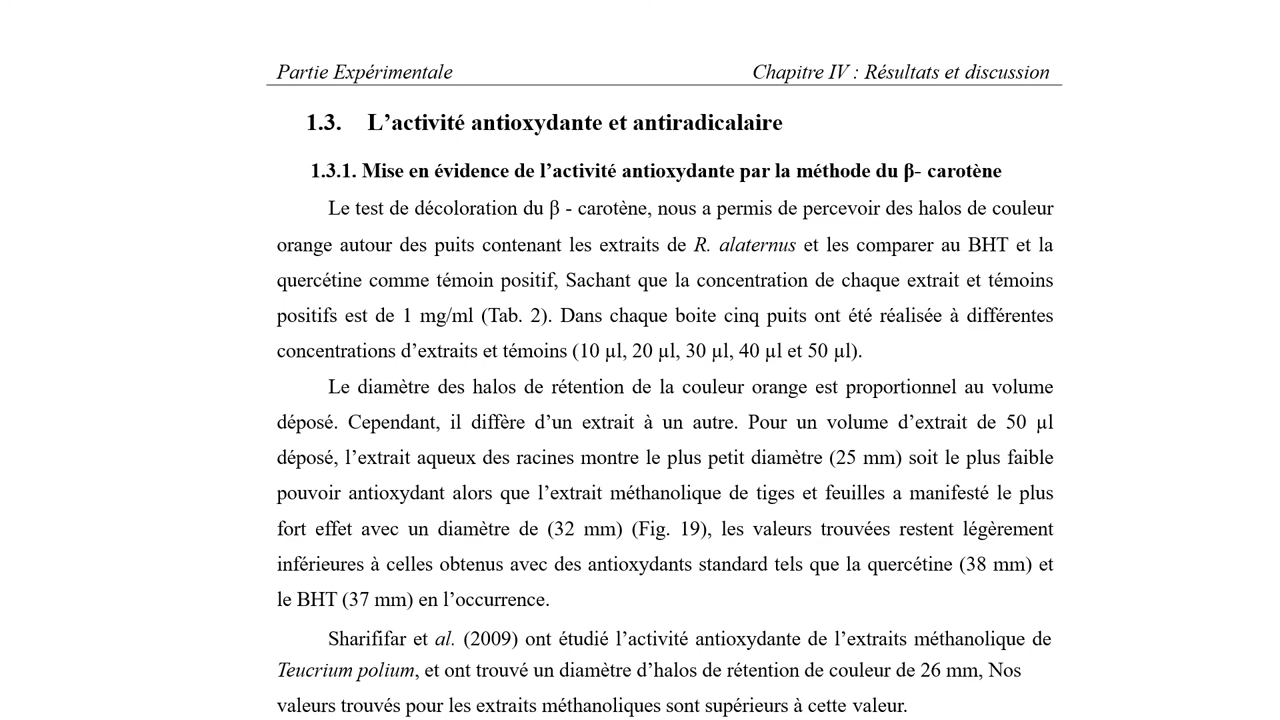 Partie Expérimentale Chapitre IV : Résultats et discussion
1.3. L’activité antioxydante et antiradicalaire
1.3.1. Mise en évidence de l’activité antioxydante par la méthode du β- carotène
Le test de décoloration du β - carotène, nous a permis de percevoir des halos de couleur
orange autour des puits contenant les extraits de R. alaternus et les comparer au BHT et la
quercétine comme témoin positif, Sachant que la concentration de chaque extrait et témoins
positifs est de 1 mg/ml (Tab. 2). Dans chaque boite cinq puits ont été réalisée à différentes
concentrations d’extraits et témoins (10 µl, 20 µl, 30 µl, 40 µl et 50 µl).
Le diamètre des halos de rétention de la couleur orange est proportionnel au volume
déposé. Cependant, il diffère d’un extrait à un autre. Pour un volume d’extrait de 50 µl
déposé, l’extrait aqueux des racines montre le plus petit diamètre (25 mm) soit le plus faible
pouvoir antioxydant alors que l’extrait méthanolique de tiges et feuilles a manifesté le plus
fort effet avec un diamètre de (32 mm) (Fig. 19), les valeurs trouvées restent légèrement
inférieures à celles obtenus avec des antioxydants standard tels que la quercétine (38 mm) et
le BHT (37 mm) en l’occurrence.
Sharififar et al. (2009) ont étudié l’activité antioxydante de l’extraits méthanolique de
Teucrium polium, et ont trouvé un diamètre d’halos de rétention de couleur de 26 mm, Nos
valeurs trouvés pour les extraits méthanoliques sont supérieurs à cette valeur.